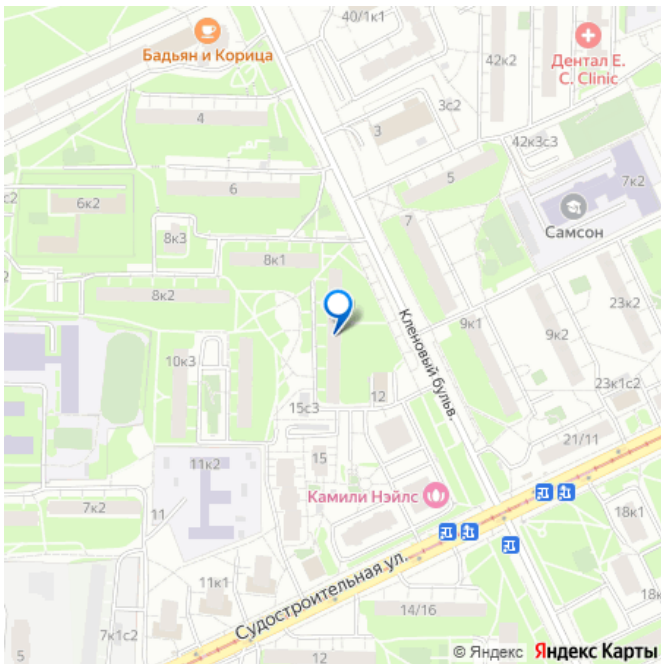 40/1к1
Бадьян и Корица
42к2
Дентал Е.
С. Clinic
3с2
4
3
42к3с3
5
7к2
6
с2
6к2
7
Самсон
8к3
8к1
23к2
8к2
Кленовый бульв.
9к1
9к2
10к3
23к1с2
12
15с3
21/11
15
11к2
Камили Нэйлс
7к2
11
18к1
Судостроительная ул.
11к1
18к
14/16
7к1с2
5
12
© Яндекс Яндекс Карты